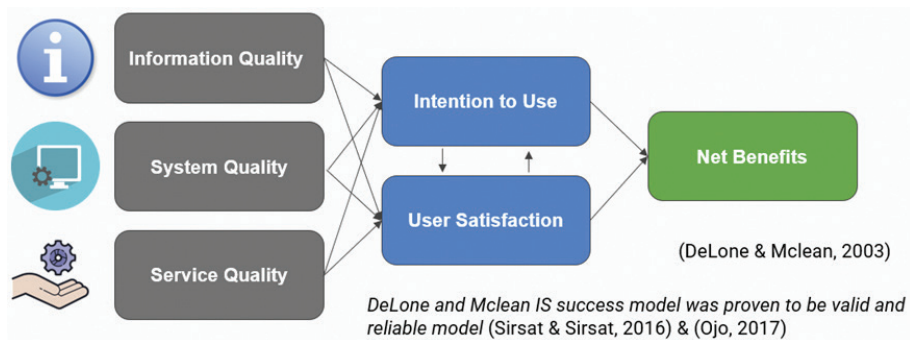 Information Quality
Intention to Use
System Quality
Net Benefits
User Satisfaction
Service Quality
(DeLone & Mclean, 2003)
DeLone and Mclean IS success model was proven to be valid and
reliable model (Sirsat & Sirsat, 2016) & (Ojo, 2017)